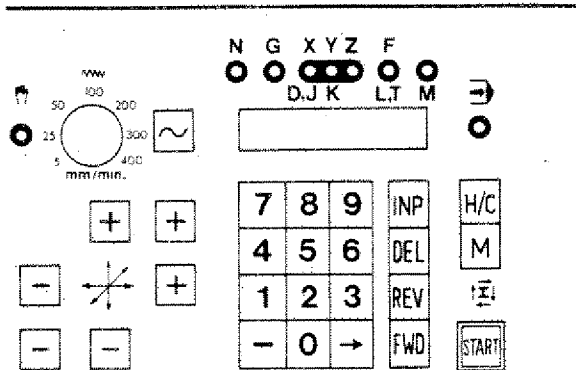 N G X Y Z F
D,J K L,T M
100
50 200
25 300
5 400
mm/min.
7 8 9 INP H/C
+ +
4 5 6 DEL M
- +
1 2 3 REV
- 0 → FWD START
- -